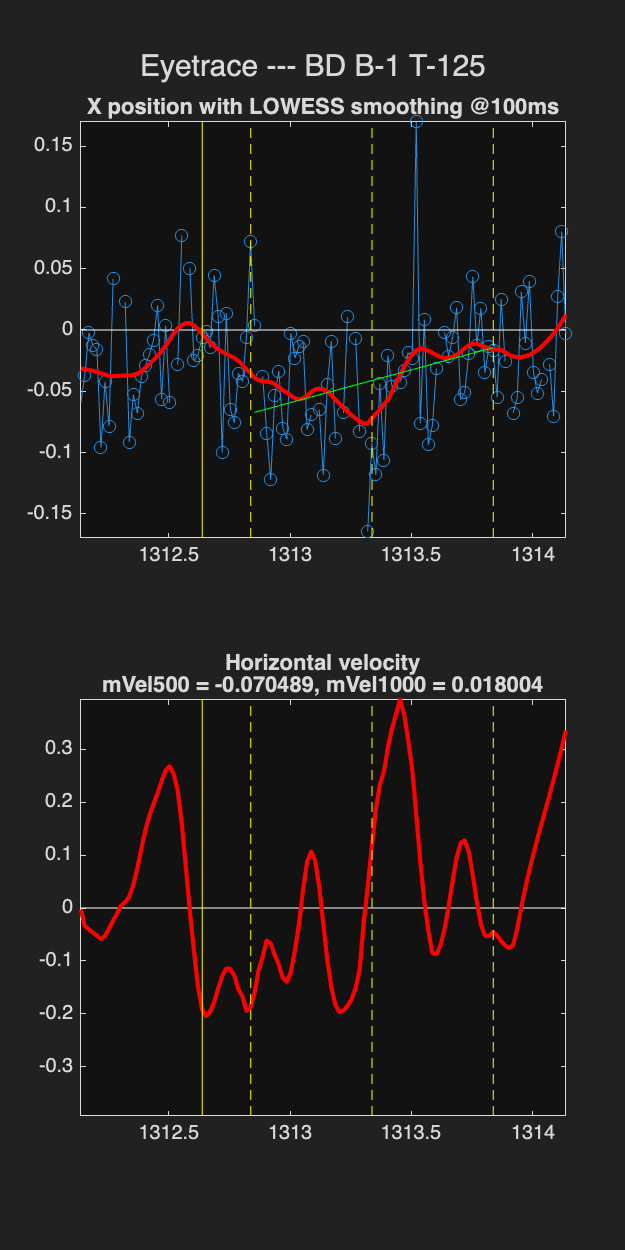 Eyetrace --- BD B-1 T-125
X position with LOWESS smoothing @100ms
0.15
0.1
0.05
0
-0.05
-0.1
-0.15
1312.5 1313 1313.5 1314
Horizontal velocity
mVel500 = -0.070489, mVel1000 = 0.018004
0.3
0.2
0.1
0
-0.1
-0.2
-0.3
1312.5 1313 1313.5 1314